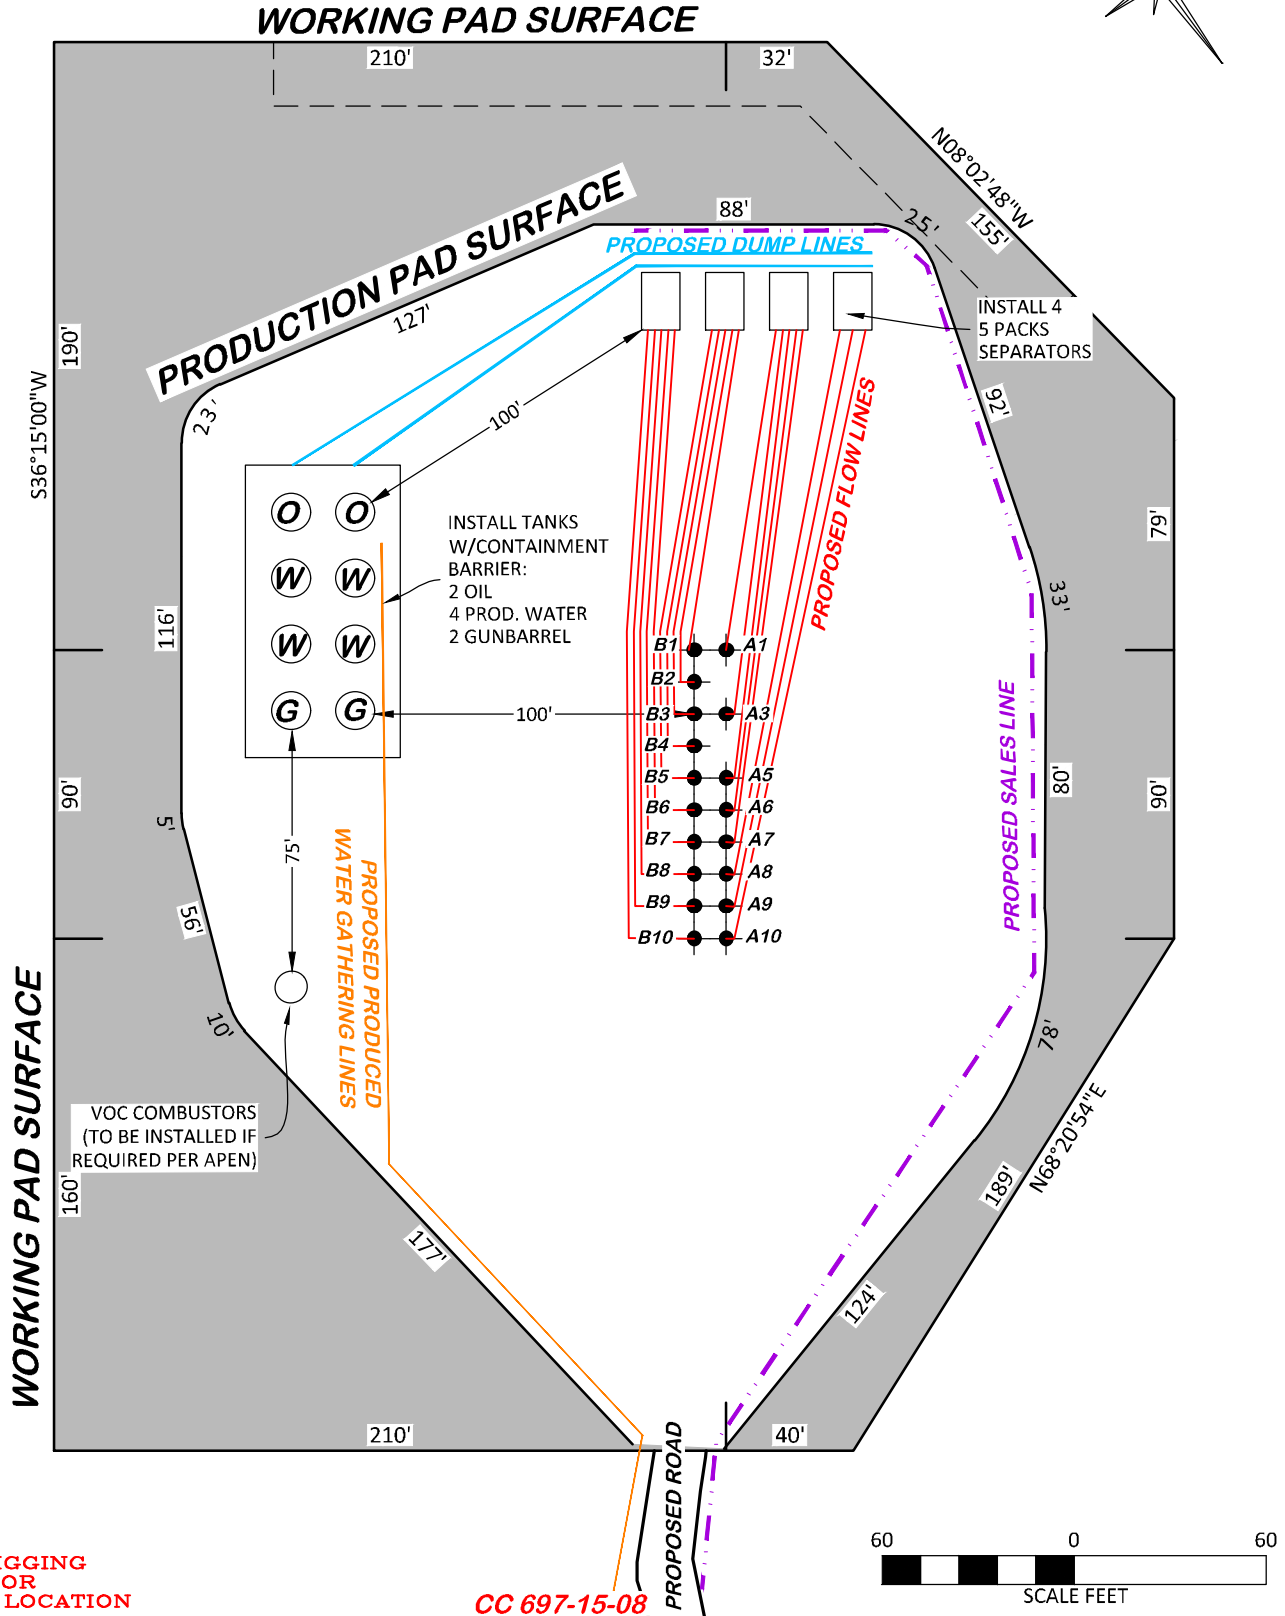 WORKING PAD SURFACE
210'
32'
N08°02'48"W
155'
25'
88'
PROPOSED DUMP LINES
PRODUCTION PAD SURFACE
127'
INSTALL 4
5 PACKS
SEPARATORS
190'
S36°15'00"W
23'
100'
92'
PROPOSED FLOW LINES
O
O
W
W
W
W
G
G
INSTALL TANKS
W/CONTAINMENT
BARRIER:
2 OIL
4 PROD. WATER
2 GUNBARREL
79'
33'
116'
B1
A1
B2
B3
A3
B4
B5
A5
B6
A6
B7
A7
B8
A8
B9
A9
B10
A10
100'
PROPOSED SALES LINE
80'
90'
90'
5'
75'
56'
10'
PROPOSED PRODUCED
WATER GATHERING LINES
78'
VOC COMBUSTORS
(TO BE INSTALLED IF
REQUIRED PER APEN)
WORKING PAD SURFACE
160'
177'
N68°20'54"E
189'
124'
210'
40'
PROPOSED ROAD
60
0
60
SCALE FEET
IGGING
OR
LOCATION
CC 697-15-08